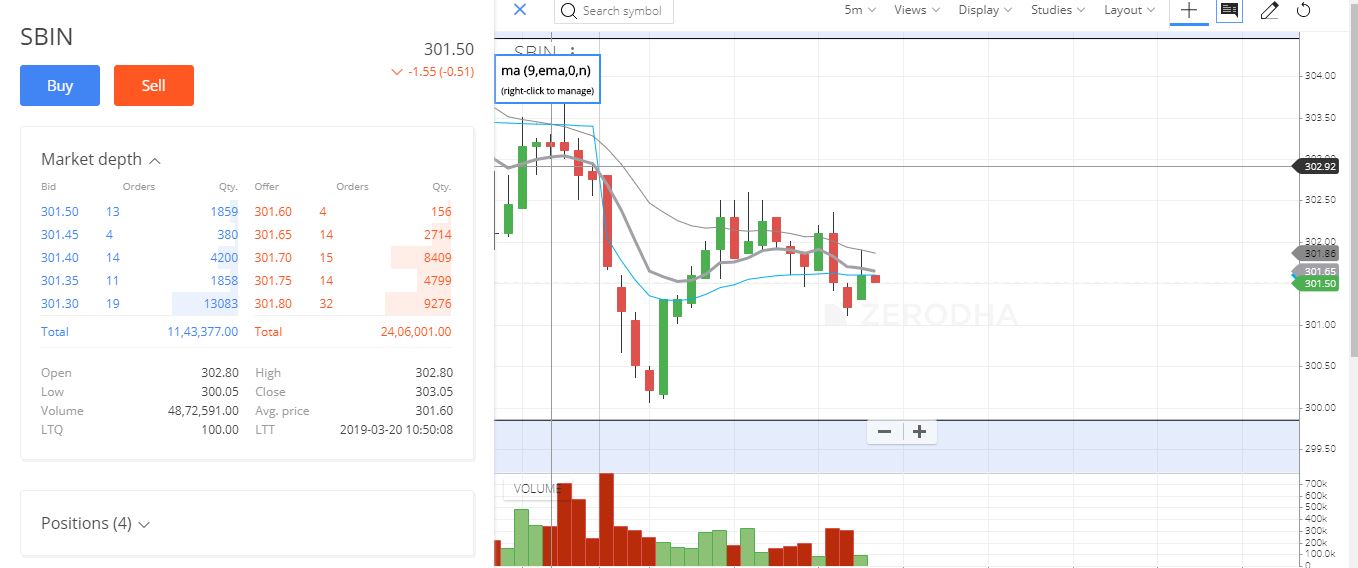 SBIN
301.50
-1.55 (-0.51)
Buy Sell
Market depth
Bid Orders Qty. Offer Orders Qty.
301.50 13 1859 301.60 4 156
301.45 4 380 301.65 14 2714
301.40 14 4200 301.70 15 8409
301.35 11 1858 301.75 14 4799
301.30 19 13083 301.80 32 9276
Total 11,43,377.00 Total 24,06,001.00
Open 302.80 High 302.80
Low 300.05 Close 303.05
Volume 48,72,591.00 Avg. price 301.60
LTQ 100.00 LTT 2019-03-20 10:50:08
Positions (4)
Search symbol 5m Views Display Studies Layout
SBIN
ma (9,ema,0,n)
(right-click to manage)
304.00
303.50
302.92
302.50
302.00
301.86
301.65
301.50
301.00
300.50
300.00
299.50
ZERODHA
VOLUME
700k
600k
500k
400k
300k
200k
100.0k
0